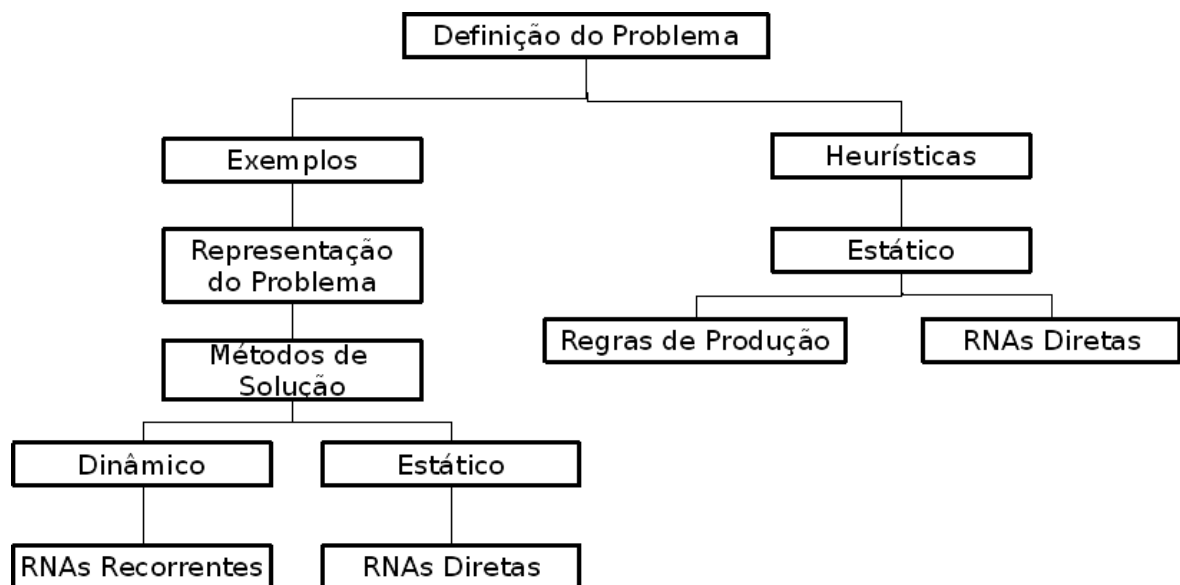 Definição do Problema
Exemplos
Heurísticas
Representação
do Problema
Estático
Regras de Produção
RNAs Diretas
Métodos de
Solução
Dinâmico
Estático
RNAs Recorrentes
RNAs Diretas